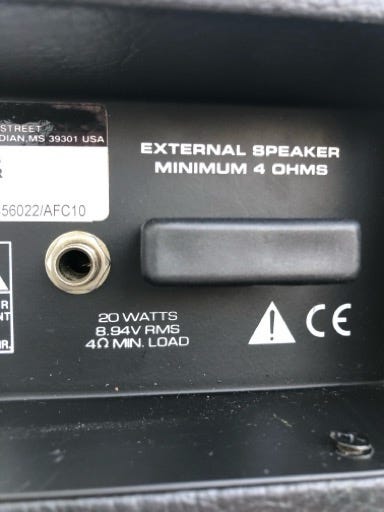 STREET
DIAN, MS 39301 USA
R
56022/AFC10
EXTERNAL SPEAKER
MINIMUM 4 OHMS
20 WATTS
8.94V RMS
4Ω MIN. LOAD
CE
R
NT
R.